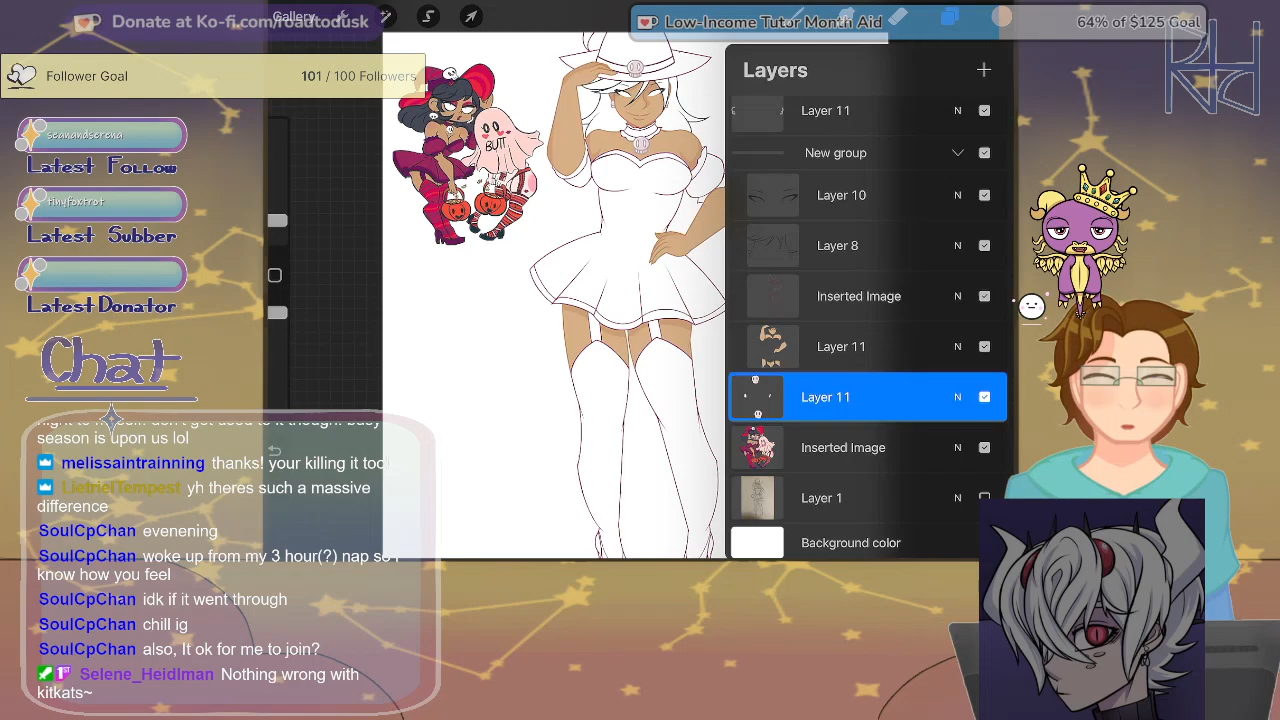 Donate at Ko-fi.com/roadtodusk
Gallery
Low-Income Tutor Month Aid
64% of $125 Goal
Follower Goal
101 / 100 Followers
seanandserena
Latest Follow
tinyfoxtrot
Latest Subber
Latest Donator
Chat
season is upon us lol
melissaintrainning thanks! your killing it too!
LietrielTempest yh theres such a massive
difference
SoulCpChan evenening
SoulCpChan woke up from my 3 hour(?) nap so i
know how you feel
SoulCpChan idk if it went through
SoulCpChan chill ig
SoulCpChan also, It ok for me to join?
Selene_Heidlman Nothing wrong with
kitkats~
BUTT
Layers
Layer 11 N
New group
Layer 10 N
Layer 8 N
Inserted Image N
Layer 11 N
Layer 11 N
Inserted Image N
Layer 1 N
Background color